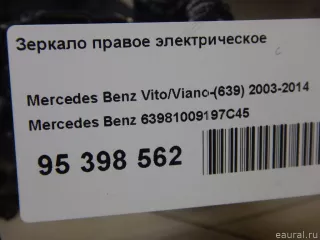 Зеркало правое электрическое
Mercedes Benz Vito/Viano-(639) 2003-2014
Mercedes Benz 63981009197C45
95 398 562
eaural.ru